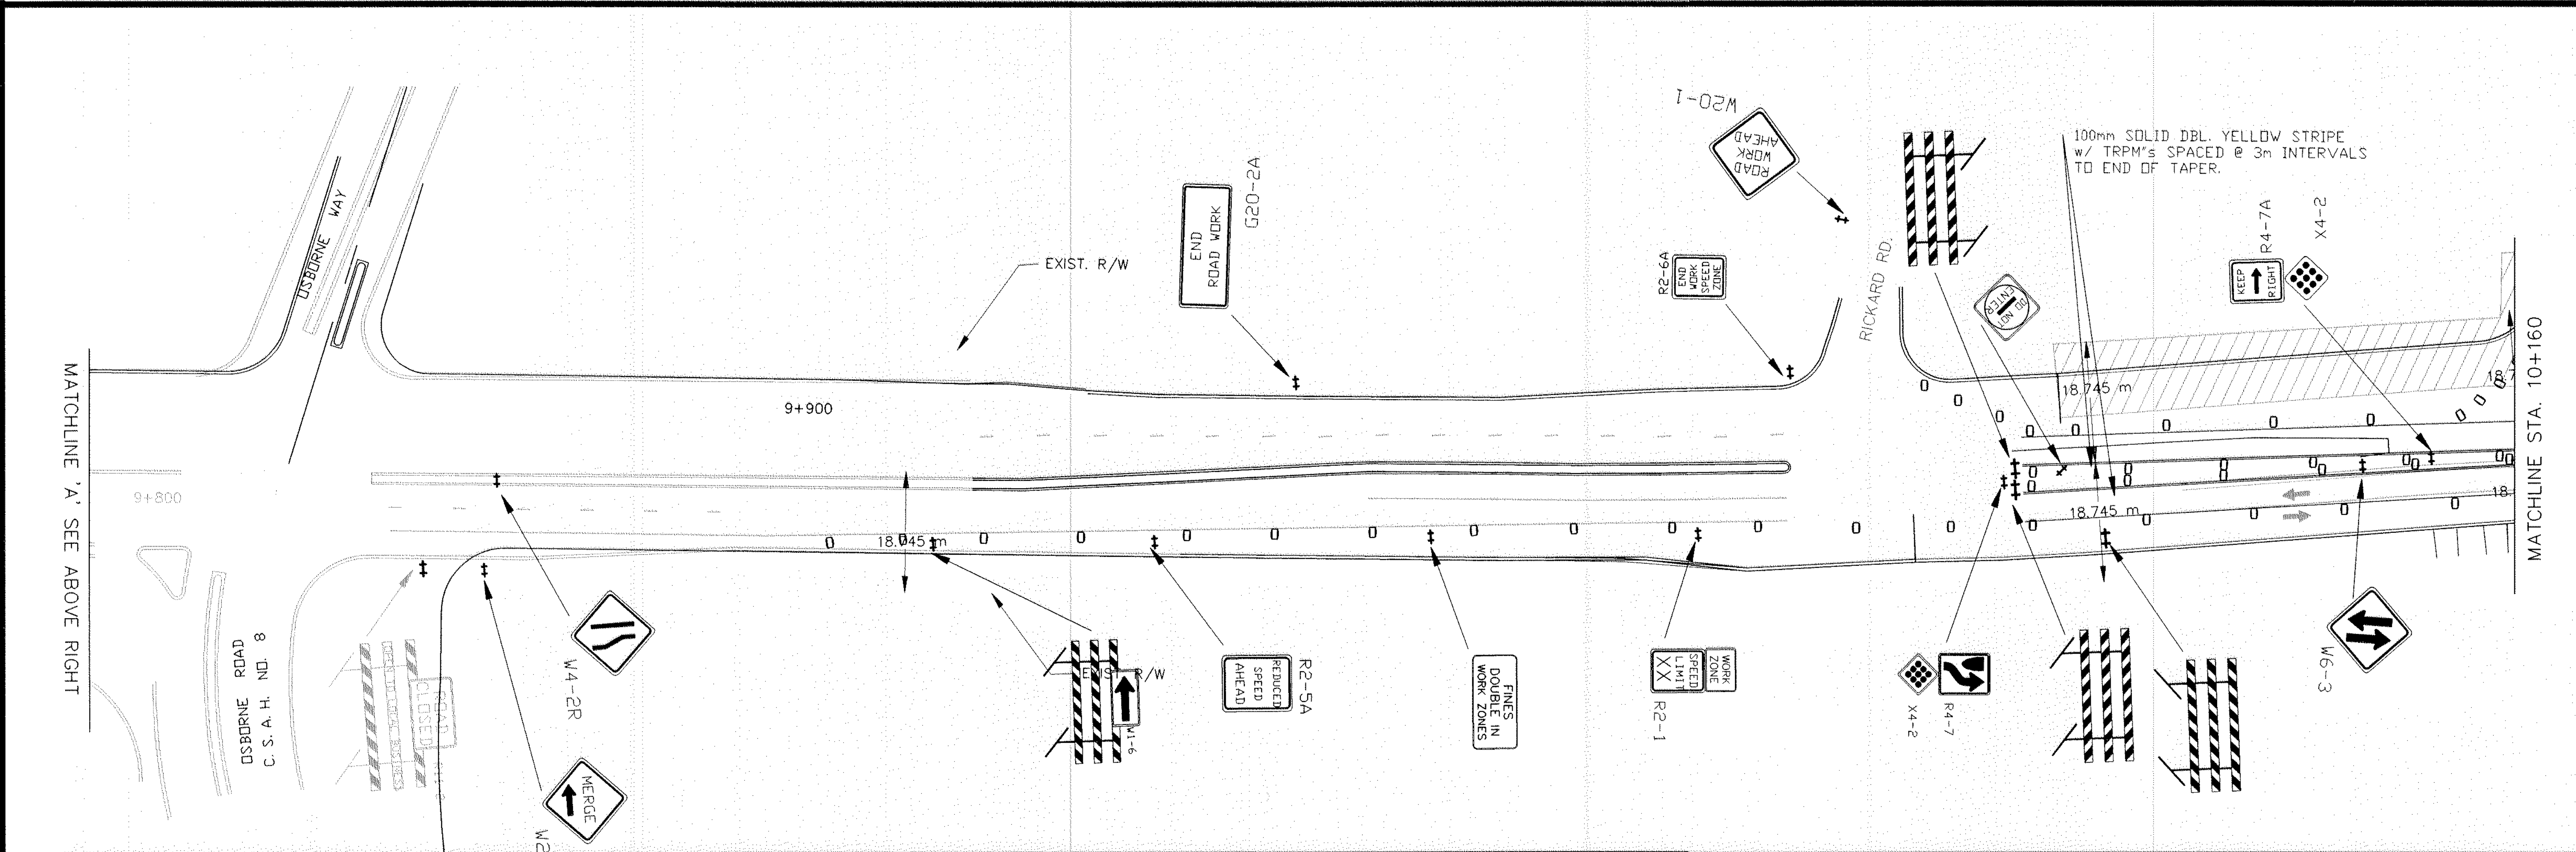 MATCHLINE 'A' SEE ABOVE RIGHT
OSBORNE WAY
9+800
OSBORNE ROAD
C. S. A. H. NO. 8
ROAD
CLOSED
W4-2R
MERGE
9+900
EXIST. R/W
18.045 m
EXIST. R/W
W1-6
END
ROAD WORK
G20-2A
REDUCED
SPEED
AHEAD
R2-5A
FINES
DOUBLE IN
WORK ZONES
WORK
ZONE
SPEED
LIMIT
XX
R2-1
R2-6A
END
WORK
SPEED
ZONE
W20-1
ROAD
WORK
AHEAD
RICKARD RD.
DO NOT
ENTER
100mm SOLID DBL. YELLOW STRIPE
w/ TRPM"s SPACED @ 3m INTERVALS
TO END OF TAPER.
R4-7A
X4-2
KEEP
RIGHT
18.745 m
18.745 m
X4-2
R4-7
W6-3
MATCHLINE STA. 10+160